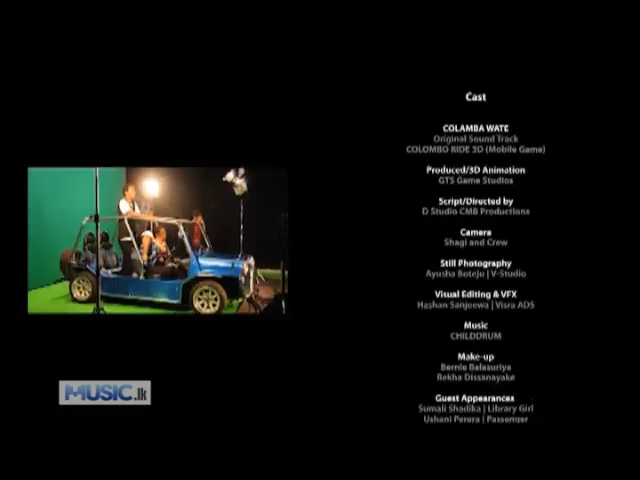 Cast
COLAMBA WATE
Original Sound Track
COLOMBO RIDE 3D (Mobile Game)
Produced/3D Animation
GTS Game Studios
Script/Directed by
D Studio CMB Productions
Camera
Shagi and Crew
Still Photography
Ayusha Boteju | V-Studio
Visual Editing & VFX
Hashan Sanjeewa | Visra ADS
Music
CHILDDRUM
Make-up
Bernie Balasuriya
Rekha Dissanayake
Guest Appearances
Sumali Shadika | Library Girl
Ushani Perera | Passenger
MUSIC.lk